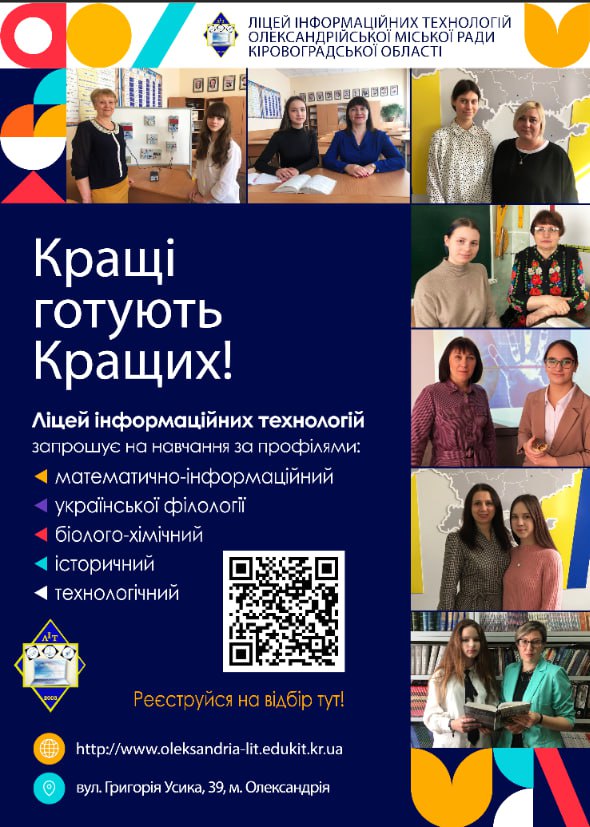 ЛІЦЕЙ ІНФОРМАЦІЙНИХ ТЕХНОЛОГІЙ
ОЛЕКСАНДРІЙСЬКОЇ МІСЬКОЇ РАДИ
КІРОВОГРАДСЬКОЇ ОБЛАСТІ
Кращі
готують
Кращих!
Ліцей інформаційних технологій
запрошує на навчання за профілями:
математично-інформаційний
української філології
біолого-хімічний
історичний
технологічний
ЛІТ
Реєструйся на відбір тут!
http://www.oleksandria-lit.edukit.kr.ua
вул. Григорія Усика, 39, м. Олександрія